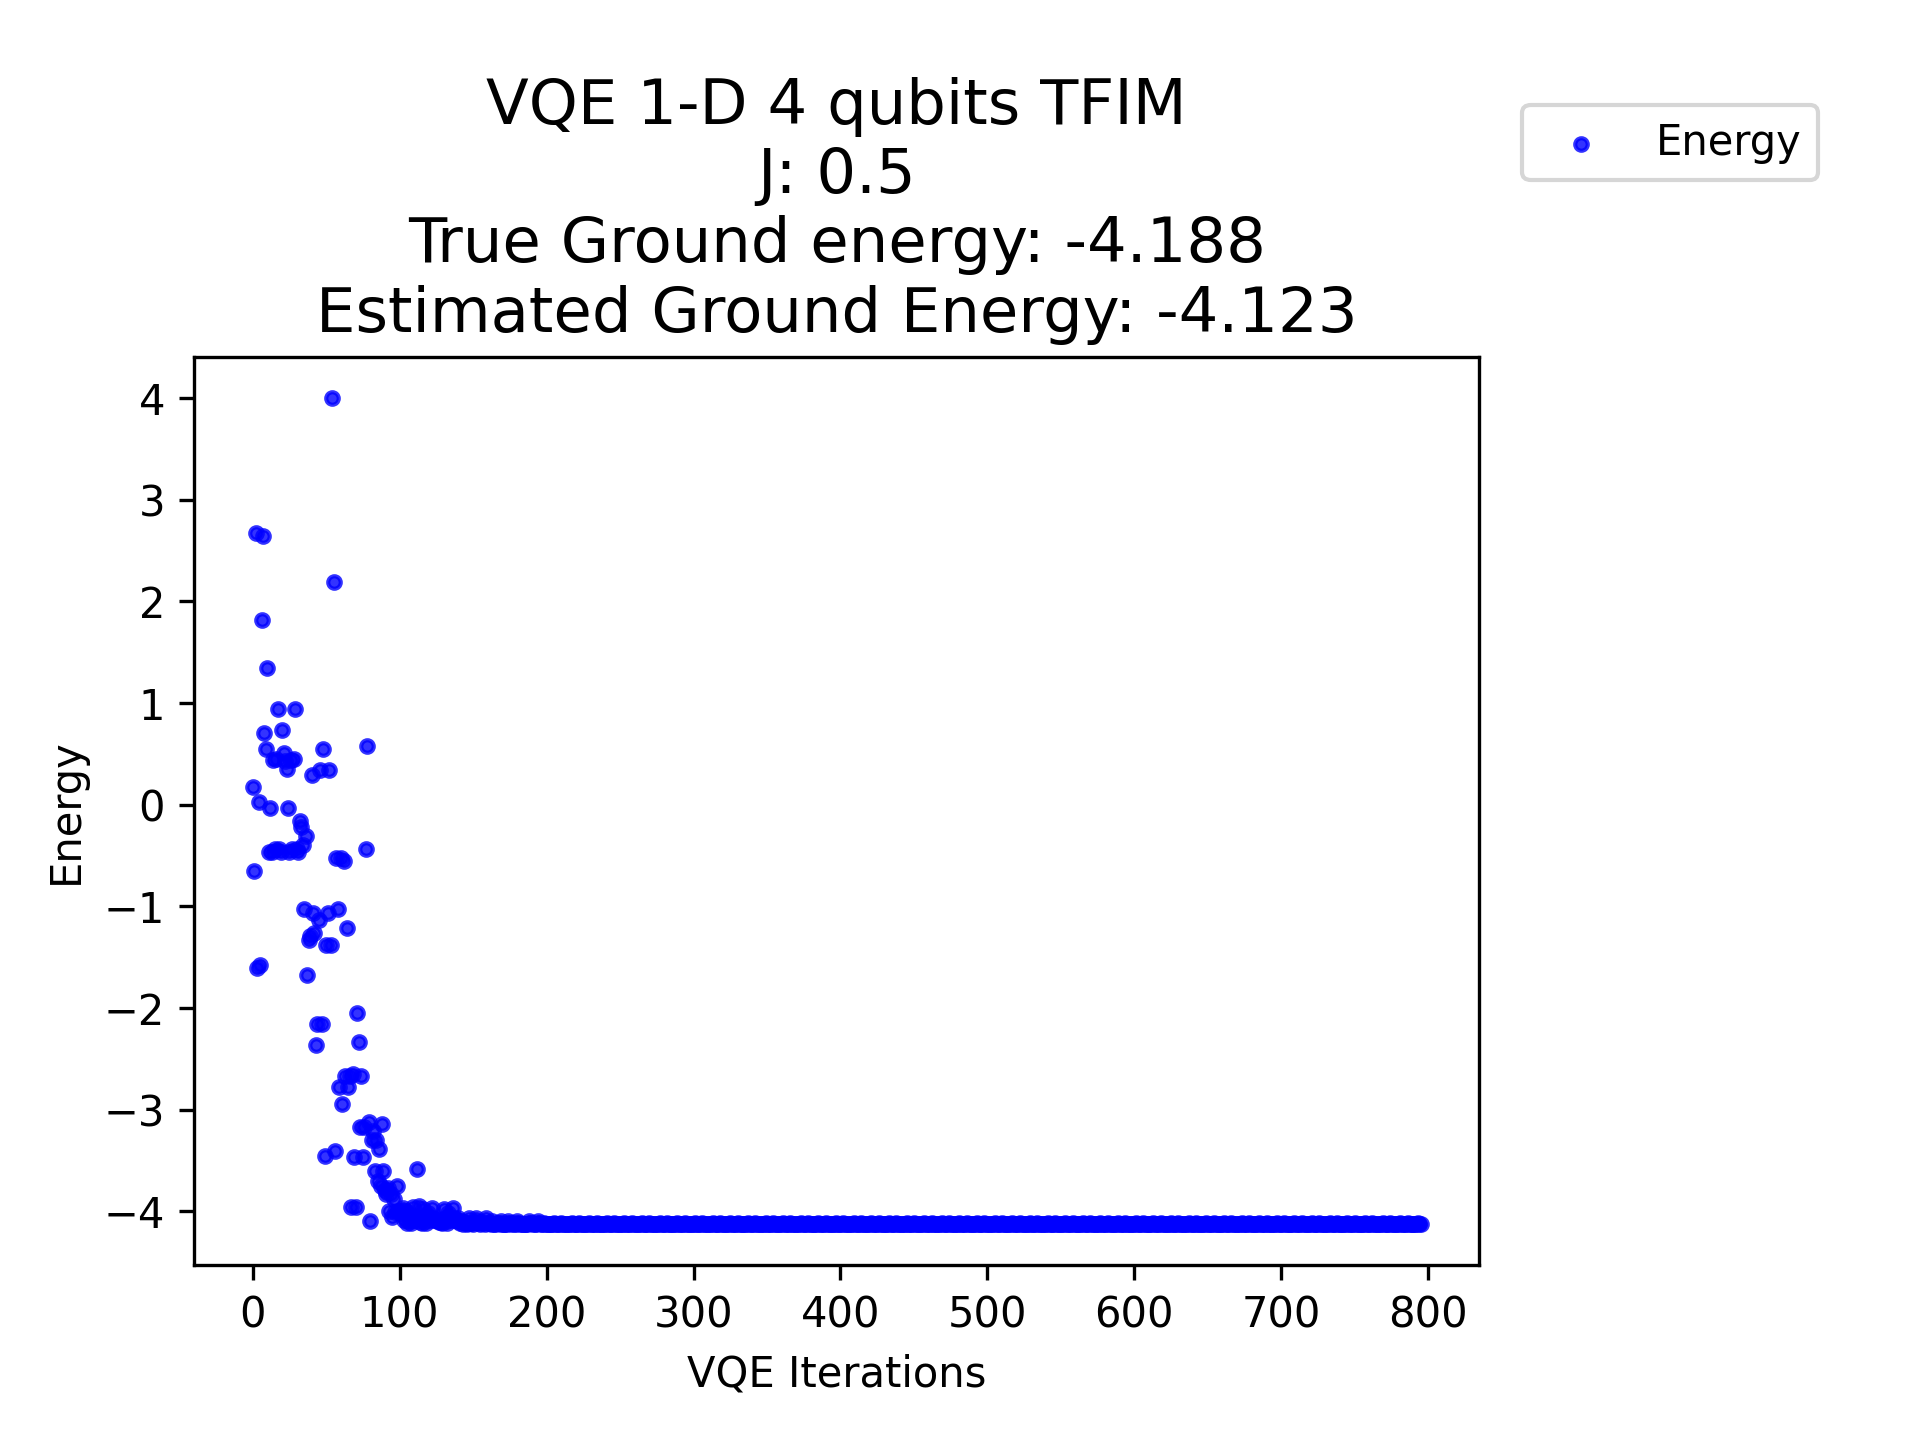 VQE 1-D 4 qubits TFIM
J: 0.5
True Ground energy: -4.188
Estimated Ground Energy: -4.123
Energy
4
3
2
1
0
−1
−2
−3
−4
Energy
0 100 200 300 400 500 600 700 800
VQE Iterations